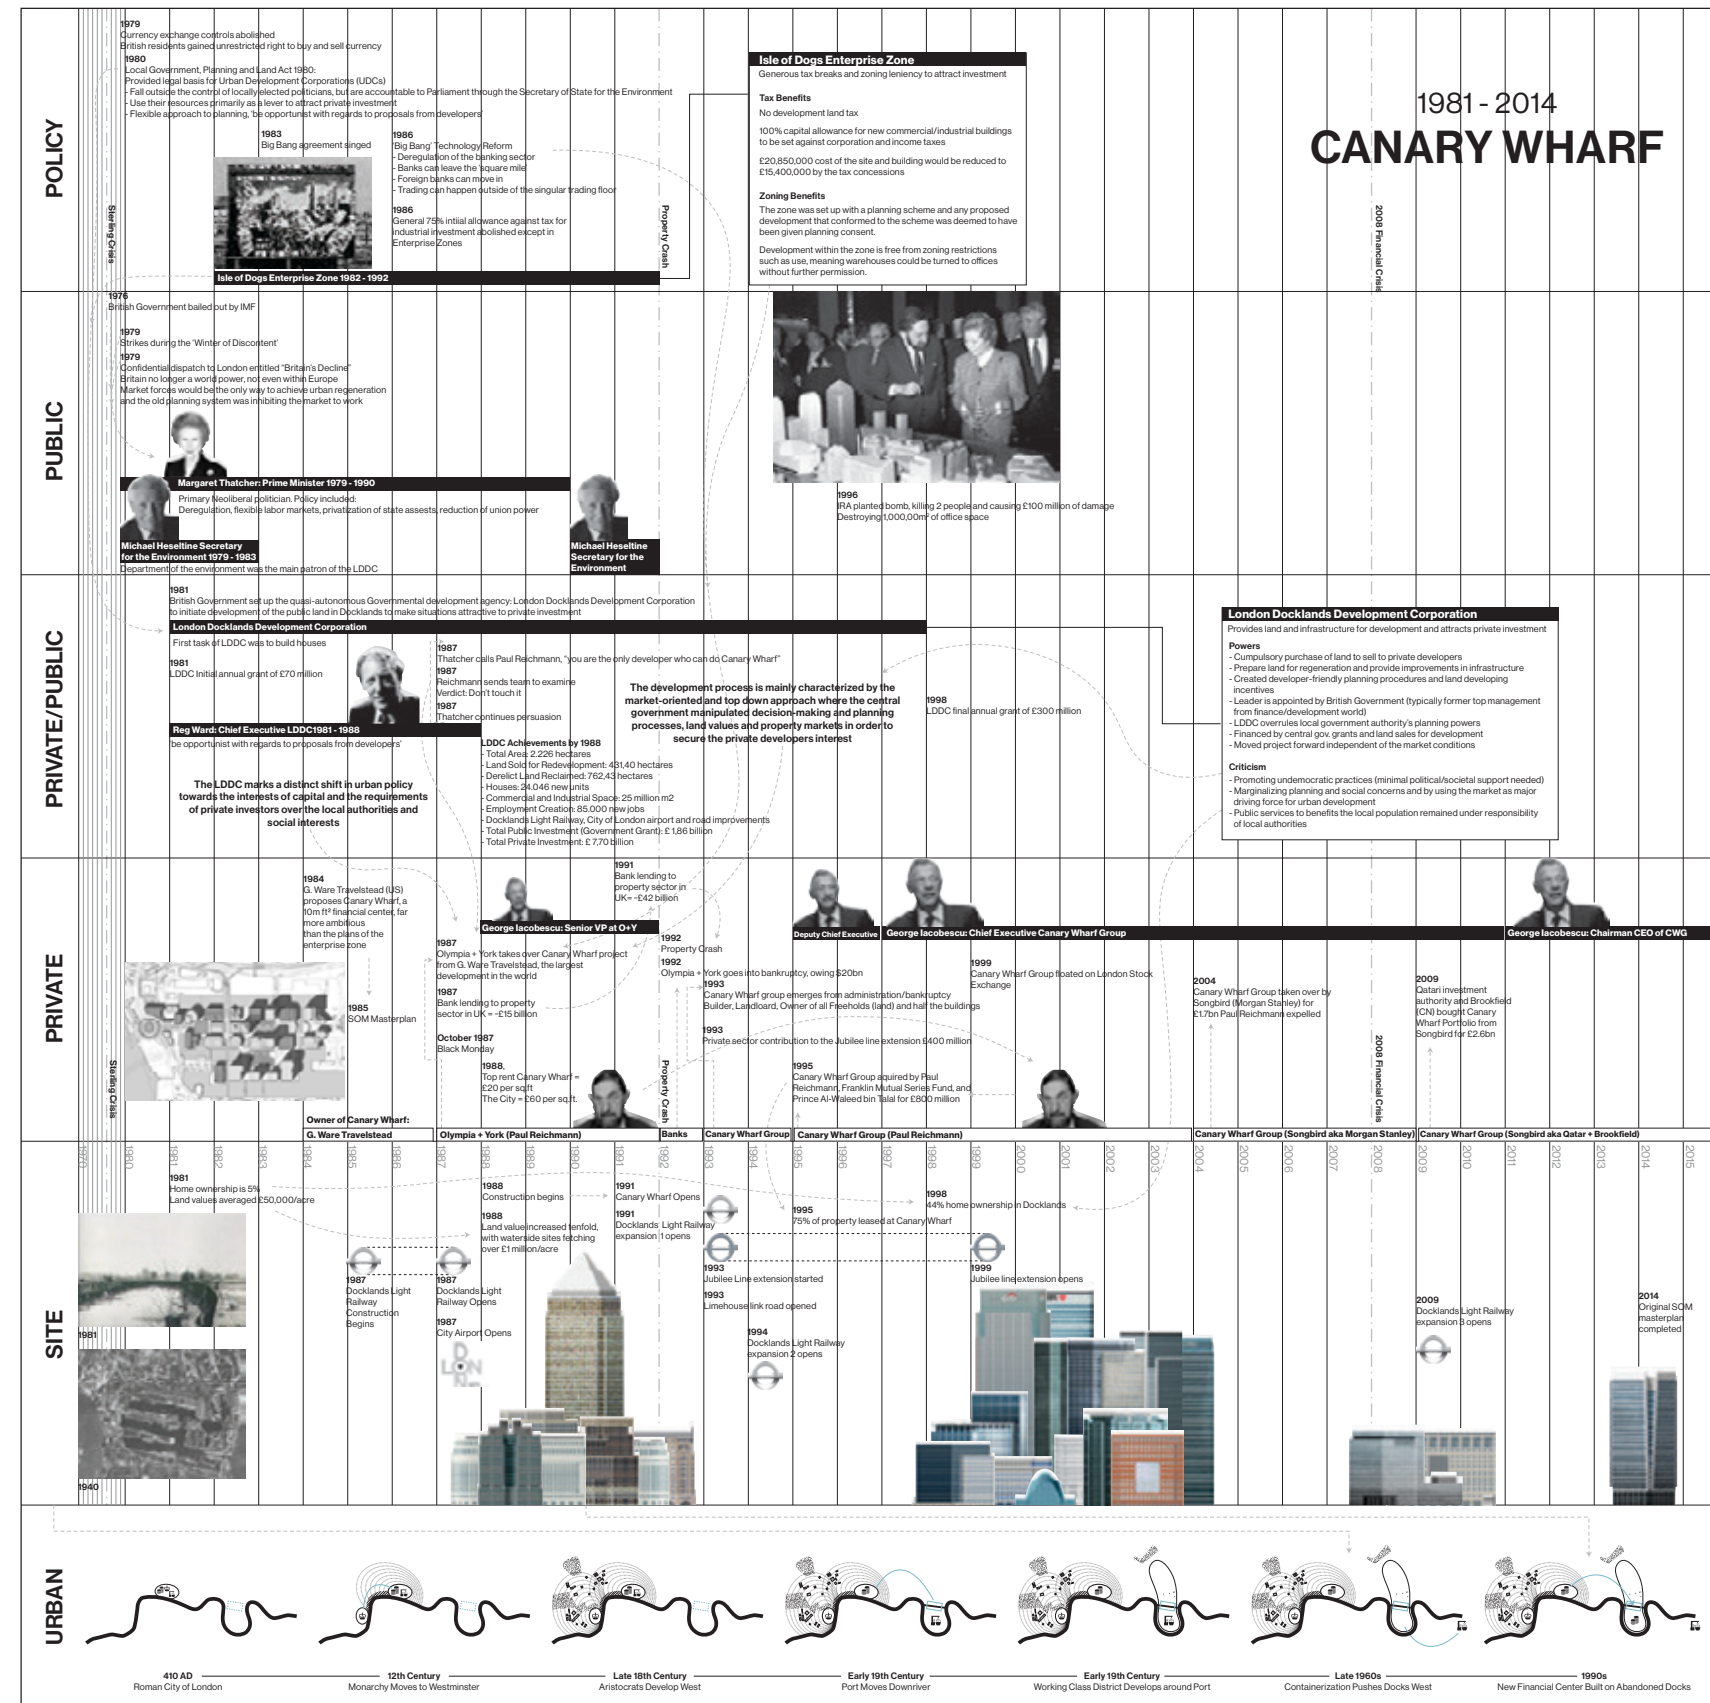 1981 - 2014
CANARY WHARF
POLICY
1979
Currency exchange controls abolished
British residents gained unrestricted right to buy and sell currency
1980
Local Government, Planning and Land Act 1980:
Provided legal basis for Urban Development Corporations (UDCs)
- Fall outside the control of locally elected politicians, but are accountable to Parliament through the Secretary of State for the Environment
- Use their resources primarily as a lever to attract private investment
- Flexible approach to planning, 'be opportunist with regards to proposals from developers'
1983
Big Bang agreement singed
1986
'Big Bang' Technology Reform
- Deregulation of the banking sector
- Banks can leave the 'square mile'
- Foreign banks can move in
- Trading can happen outside of the singular trading floor
1986
General 75% intiial allowance against tax for
industrial investment abolished except in
Enterprise Zones
Sterling Crisis
Property Crash
2008 Financial Crisis
Isle of Dogs Enterprise Zone 1982 - 1992
Isle of Dogs Enterprise Zone
Generous tax breaks and zoning leniency to attract investment
Tax Benefits
No development land tax
100% capital allowance for new commercial/industrial buildings
to be set against corporation and income taxes
£20,850,000 cost of the site and building would be reduced to
£15,400,000 by the tax concessions
Zoning Benefits
The zone was set up with a planning scheme and any proposed
development that conformed to the scheme was deemed to have
been given planning consent.
Development within the zone is free from zoning restrictions
such as use, meaning warehouses could be turned to offices
without further permission.
PUBLIC
1976
British Government bailed out by IMF
1979
Strikes during the 'Winter of Discontent'
1979
Confidential dispatch to London entitled "Britain's Decline"
Britain no longer a world power, not even within Europe
Market forces would be the only way to achieve urban regeneration
and the old planning system was inhibiting the market to work
Margaret Thatcher: Prime Minister 1979 - 1990
Primary Neoliberal politician. Policy included:
Deregulation, flexible labor markets, privatization of state assests, reduction of union power
Michael Heseltine Secretary
for the Environment 1979 - 1983
Department of the environment was the main patron of the LDDC
Michael Heseltine
Secretary for the
Environment
1996
IRA planted bomb, killing 2 people and causing £100 million of damage
Destroying 1,000,00m² of office space
PRIVATE/PUBLIC
1981
British Government set up the quasi-autonomous Governmental development agency: London Docklands Development Corporation
to initiate development of the public land in Docklands to make situations attractive to private investment
London Docklands Development Corporation
First task of LDDC was to build houses
1981
LDDC Initial annual grant of £70 million
Reg Ward: Chief Executive LDDC1981 - 1988
'be opportunist with regards to proposals from developers'
The LDDC marks a distinct shift in urban policy
towards the interests of capital and the requirements
of private investors over the local authorities and
social interests
1987
Thatcher calls Paul Reichmann, "you are the only developer who can do Canary Wharf"
1987
Reichmann sends team to examine
Verdict: Don't touch it
1987
Thatcher continues persuasion
LDDC Achievements by 1988
- Total Area: 2.226 hectares
- Land Sold for Redevelopment: 431,40 hectares
- Derelict Land Reclaimed: 762,43 hectares
- Houses: 24.046 new units
- Commercial and Industrial Space: 25 million m2
- Employment Creation: 85.000 new jobs
- Docklands Light Railway, City of London airport and road improvements
- Total Public Investment (Government Grant): £ 1,86 billion
- Total Private Investment: £ 7,70 billion
The development process is mainly characterized by the
market-oriented and top down approach where the central
government manipulated decision-making and planning
processes, land values and property markets in order to
secure the private developers interest
1998
LDDC final annual grant of £300 million
London Docklands Development Corporation
Provides land and infrastructure for development and attracts private investment
Powers
- Cumpulsory purchase of land to sell to private developers
- Prepare land for regeneration and provide improvements in infrastructure
- Created developer-friendly planning procedures and land developing
incentives
- Leader is appointed by British Government (typically former top management
from finance/development world)
- LDDC overrules local government authority's planning powers
- Financed by central gov. grants and land sales for development
- Moved project forward independent of the market conditions
Criticism
- Promoting undemocratic practices (minimal political/societal support needed)
- Marginalizing planning and social concerns and by using the market as major
driving force for urban development
- Public services to benefits the local population remained under responsibility
of local authorities
PRIVATE
1984
G. Ware Travelstead (US)
proposes Canary Wharf, a
10m ft² financial center, far
more ambitious
than the plans of the
enterprise zone
1985
SOM Masterplan
1987
Olympia + York takes over Canary Wharf project
from G. Ware Travelstead, the largest
development in the world
1987
Bank lending to property
sector in UK = ~£15 billion
October 1987
Black Monday
1988,
Top rent Canary Wharf =
£20 per sq.ft
The City = £60 per sq.ft.
George Iacobescu: Senior VP at O+Y
1991
Bank lending to
property sector in
UK= ~£42 billion
1992
Property Crash
1992
Olympia + York goes into bankruptcy, owing $20bn
1993
Canary Wharf group emerges from administration/bankruptcy
Builder, Landloard, Owner of all Freeholds (land) and half the buildings
1993
Private sector contribution to the Jubilee line extension £400 million
1995
Canary Wharf Group aquired by Paul
Reichmann, Franklin Mutual Series Fund, and
Prince Al-Waleed bin Talal for £800 million
Deputy Chief Executive
George Iacobescu: Chief Executive Canary Wharf Group
George Iacobescu: Chairman CEO of CWG
1999
Canary Wharf Group floated on London Stock
Exchange
2004
Canary Wharf Group taken over by
Songbird (Morgan Stanley) for
£1.7bn Paul Reichmann expelled
2009
Qatari investment
authority and Brookfield
(CN) bought Canary
Wharf Portfolio from
Songbird for £2.6bn
Sterling Crisis
Property Crash
2008 Financial Crisis
Owner of Canary Wharf:
G. Ware Travelstead
Olympia + York (Paul Reichmann)
Banks
Canary Wharf Group
Canary Wharf Group (Paul Reichmann)
Canary Wharf Group (Songbird aka Morgan Stanley)
Canary Wharf Group (Songbird aka Qatar + Brookfield)
1970
1980
1981
1982
1983
1984
1985
1986
1987
1988
1989
1990
1991
1992
1993
1994
1995
1996
1997
1998
1999
2000
2001
2002
2003
2004
2005
2006
2007
2008
2009
2010
2011
2012
2013
2014
2015
SITE
1981
Home ownership is 5%
Land values averaged £50,000/acre
1981
1940
1987
Docklands Light
Railway
Construction
Begins
1987
Docklands Light
Railway Opens
1987
City Airport Opens
LON
1988
Construction begins
1988
Land value increased tenfold,
with waterside sites fetching
over £1 million/acre
1991
Canary Wharf Opens
1991
Docklands Light Railway
expansion 1 opens
1993
Jubilee Line extension started
1993
Limehouse link road opened
1994
Docklands Light Railway
expansion 2 opens
1995
75% of property leased at Canary Wharf
1998
44% home ownership in Docklands
1999
Jubilee line extension opens
2009
Docklands Light Railway
expansion 3 opens
2014
Original SOM
masterplan
completed
URBAN
410 AD
Roman City of London
12th Century
Monarchy Moves to Westminster
Late 18th Century
Aristocrats Develop West
Early 19th Century
Port Moves Downriver
Early 19th Century
Working Class District Develops around Port
Late 1960s
Containerization Pushes Docks West
1990s
New Financial Center Built on Abandoned Docks